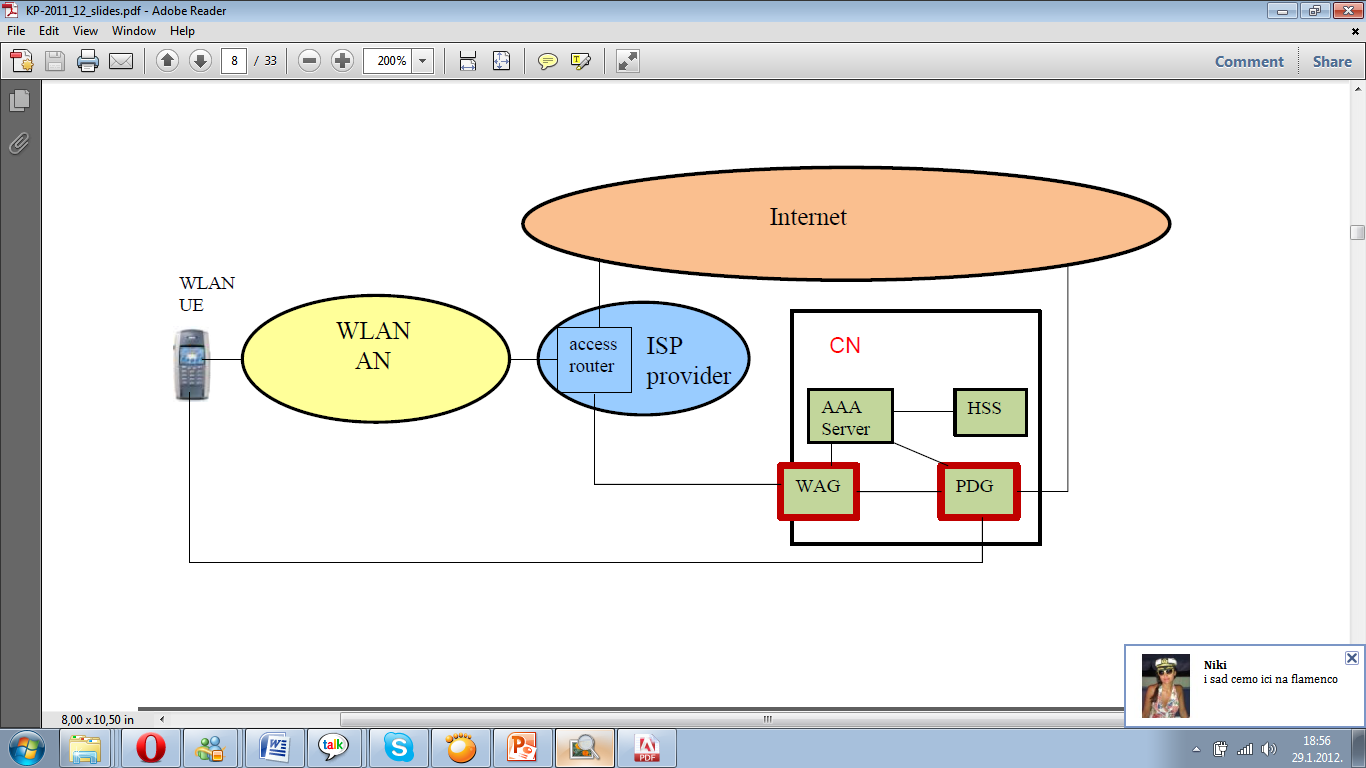 KP-2011_12_slides.pdf - Adobe Reader
File Edit View Window Help
8 / 33 200% Comment Share
Internet
WLAN
UE
WLAN
AN
access
router
ISP
provider
CN
AAA
Server
HSS
WAG
PDG
Niki
i sad cemo ici na flamenco
8,00 x 10,50 in
talk
PDF
18:56
29.1.2012.